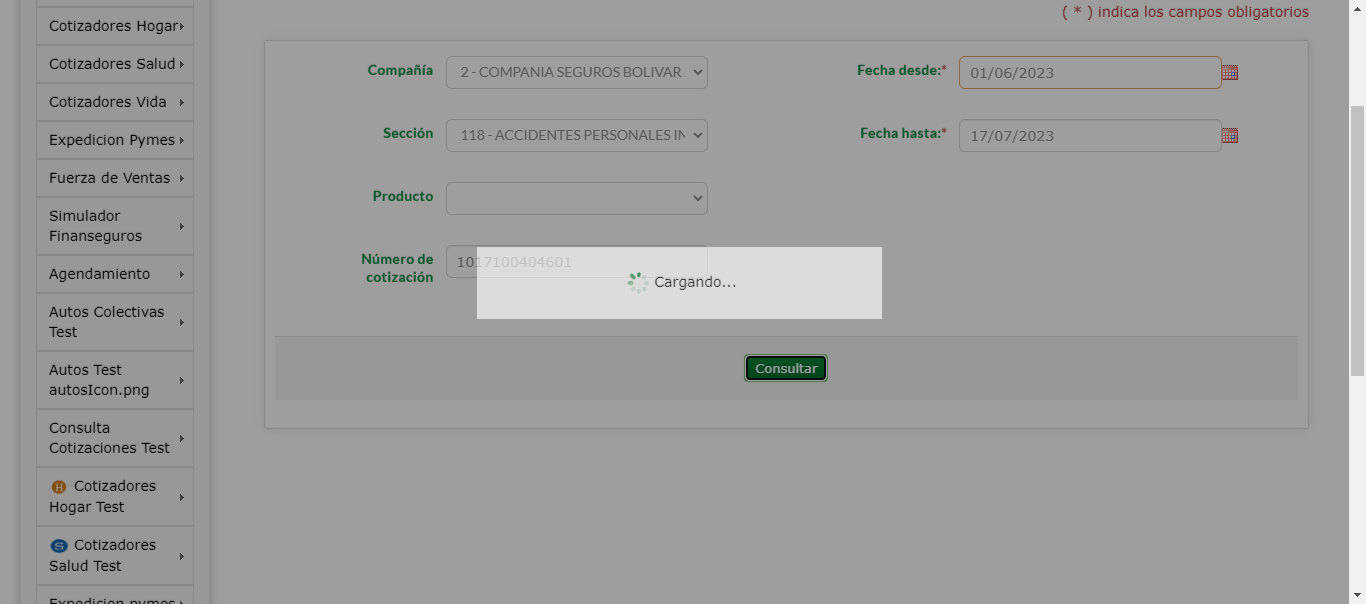 Cotizadores Hogar
Cotizadores Salud
Cotizadores Vida
Expedicion Pymes
Fuerza de Ventas
Simulador
Finanseguros
Agendamiento
Autos Colectivas
Test
Autos Test
autosIcon.png
Consulta
Cotizaciones Test
H Cotizadores
Hogar Test
S Cotizadores
Salud Test
Expedicion pymes
( * ) indica los campos obligatorios
Compañía
2 - COMPANIA SEGUROS BOLIVAR
Fecha desde:*
01/06/2023
Sección
118 - ACCIDENTES PERSONALES IN
Fecha hasta:*
17/07/2023
Producto
Número de
cotización
1017100404601
Cargando...
Consultar